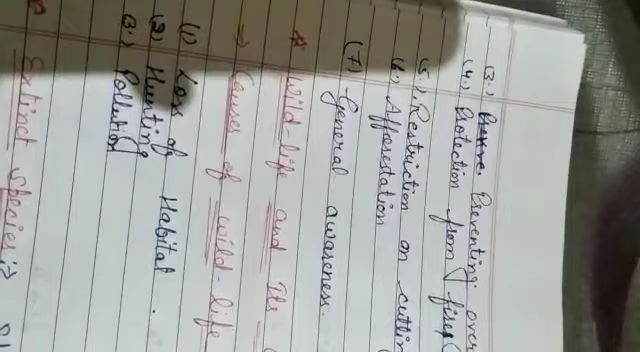 (3.) Preventing over
(4.) Protection from fires
(5.) Restriction on cuttin
(6.) Afforestation
(7) General awareness.
* Wild-life and Its
=> Causes of wild-life
(1) Loss of Habitat.
(2) Hunting
(3.) Pollution
* Extinct Species :